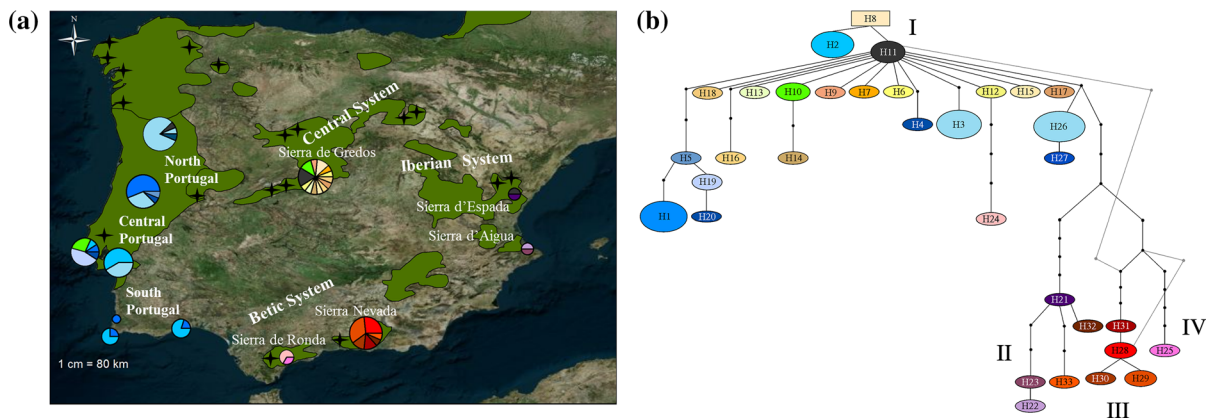 (a)
N
Central System
Sierra de Gredos
North
Portugal
Iberian System
Sierra d'Espada
Central
Portugal
Sierra d'Aigua
South
Portugal
Betic System
Sierra Nevada
Sierra de Ronda
1 cm = 80 km
(b)
H8
I
H2
H11
H18 H13 H10 H9 H7 H6 H12 H15 H17
H4 H3 H26
H5 H16 H14 H27
H19
H1 H20 H24
H21
H32 H31 IV
II H28 H25
H23 H33 H30 H29
H22 III